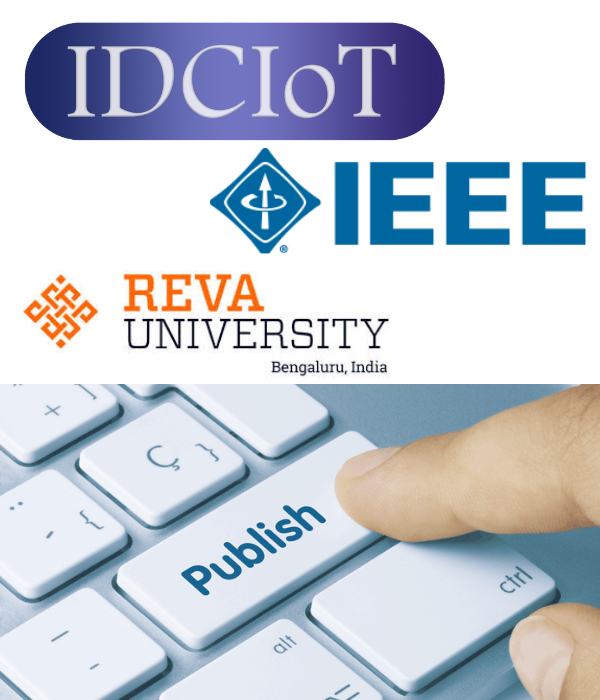 IDCIoT
IEEE
®
REVA
UNIVERSITY
Bengaluru, India
+
Ç }
¨ {
Publish
_ -
ctrl
alt
=